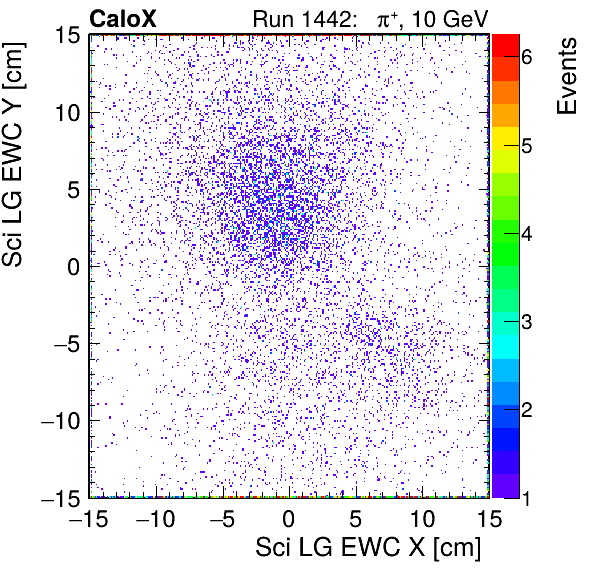 CaloX Run 1442: π⁺, 10 GeV
Sci LG EWC Y [cm]
15
10
5
0
−5
−10
−15
−15 −10 −5 0 5 10 15
Sci LG EWC X [cm]
Events
6
5
4
3
2
1